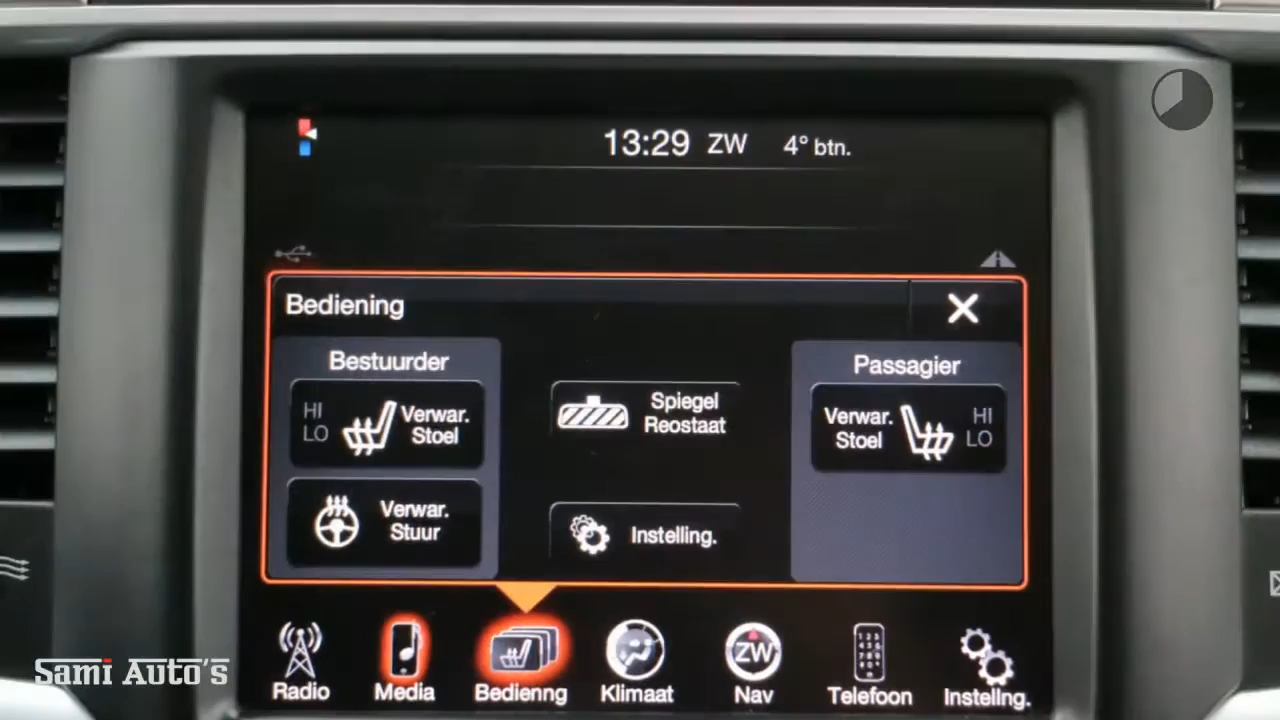 13:29 ZW 4° btn.
Bediening
Bestuurder
HI
LO
Verwar.
Stoel
Verwar.
Stuur
Spiegel
Reostaat
Instelling.
Passagier
Verwar.
Stoel
HI
LO
Radio
Media
Bedienng
Klimaat
ZW
Nav
Telefoon
Instellng.
SAMI AUTO'S